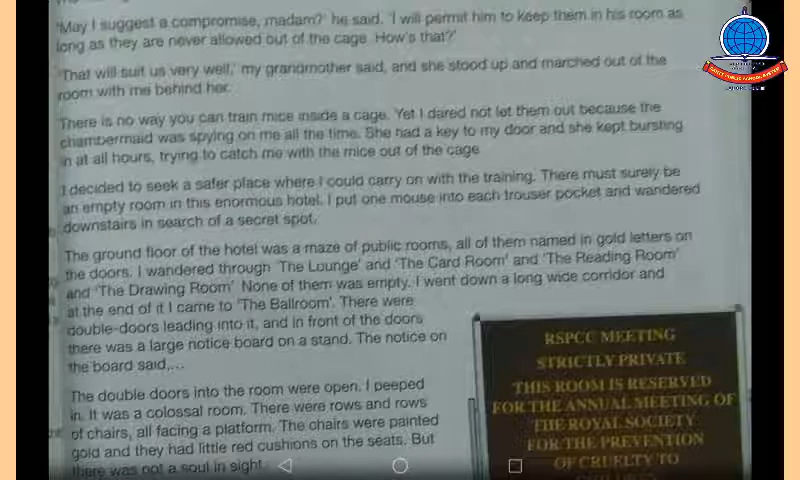 'May I suggest a compromise, madam?' he said. 'I will permit him to keep them in his room as
long as they are never allowed out of the cage. How's that?'
'That will suit us very well,' my grandmother said, and she stood up and marched out of the
room with me behind her.
There is no way you can train mice inside a cage. Yet I dared not let them out because the
chambermaid was spying on me all the time. She had a key to my door and she kept bursting
in at all hours, trying to catch me with the mice out of the cage
I decided to seek a safer place where I could carry on with the training. There must surely be
an empty room in this enormous hotel. I put one mouse into each trouser pocket and wandered
downstairs in search of a secret spot.
The ground floor of the hotel was a maze of public rooms, all of them named in gold letters on
the doors. I wandered through 'The Lounge' and 'The Card Room' and 'The Reading Room'
and 'The Drawing Room' None of them was empty. I went down a long wide corridor and
at the end of it I came to 'The Ballroom'. There were
double-doors leading into it, and in front of the doors
there was a large notice board on a stand. The notice on
the board said,...
The double doors into the room were open. I peeped
in. It was a colossal room. There were rows and rows
of chairs, all facing a platform. The chairs were painted
gold and they had little red cushions on the seats. But
there was not a soul in sight.
RSPCC MEETING
STRICTLY PRIVATE
THIS ROOM IS RESERVED
FOR THE ANNUAL MEETING OF
THE ROYAL SOCIETY
FOR THE PREVENTION
OF CRUELTY TO